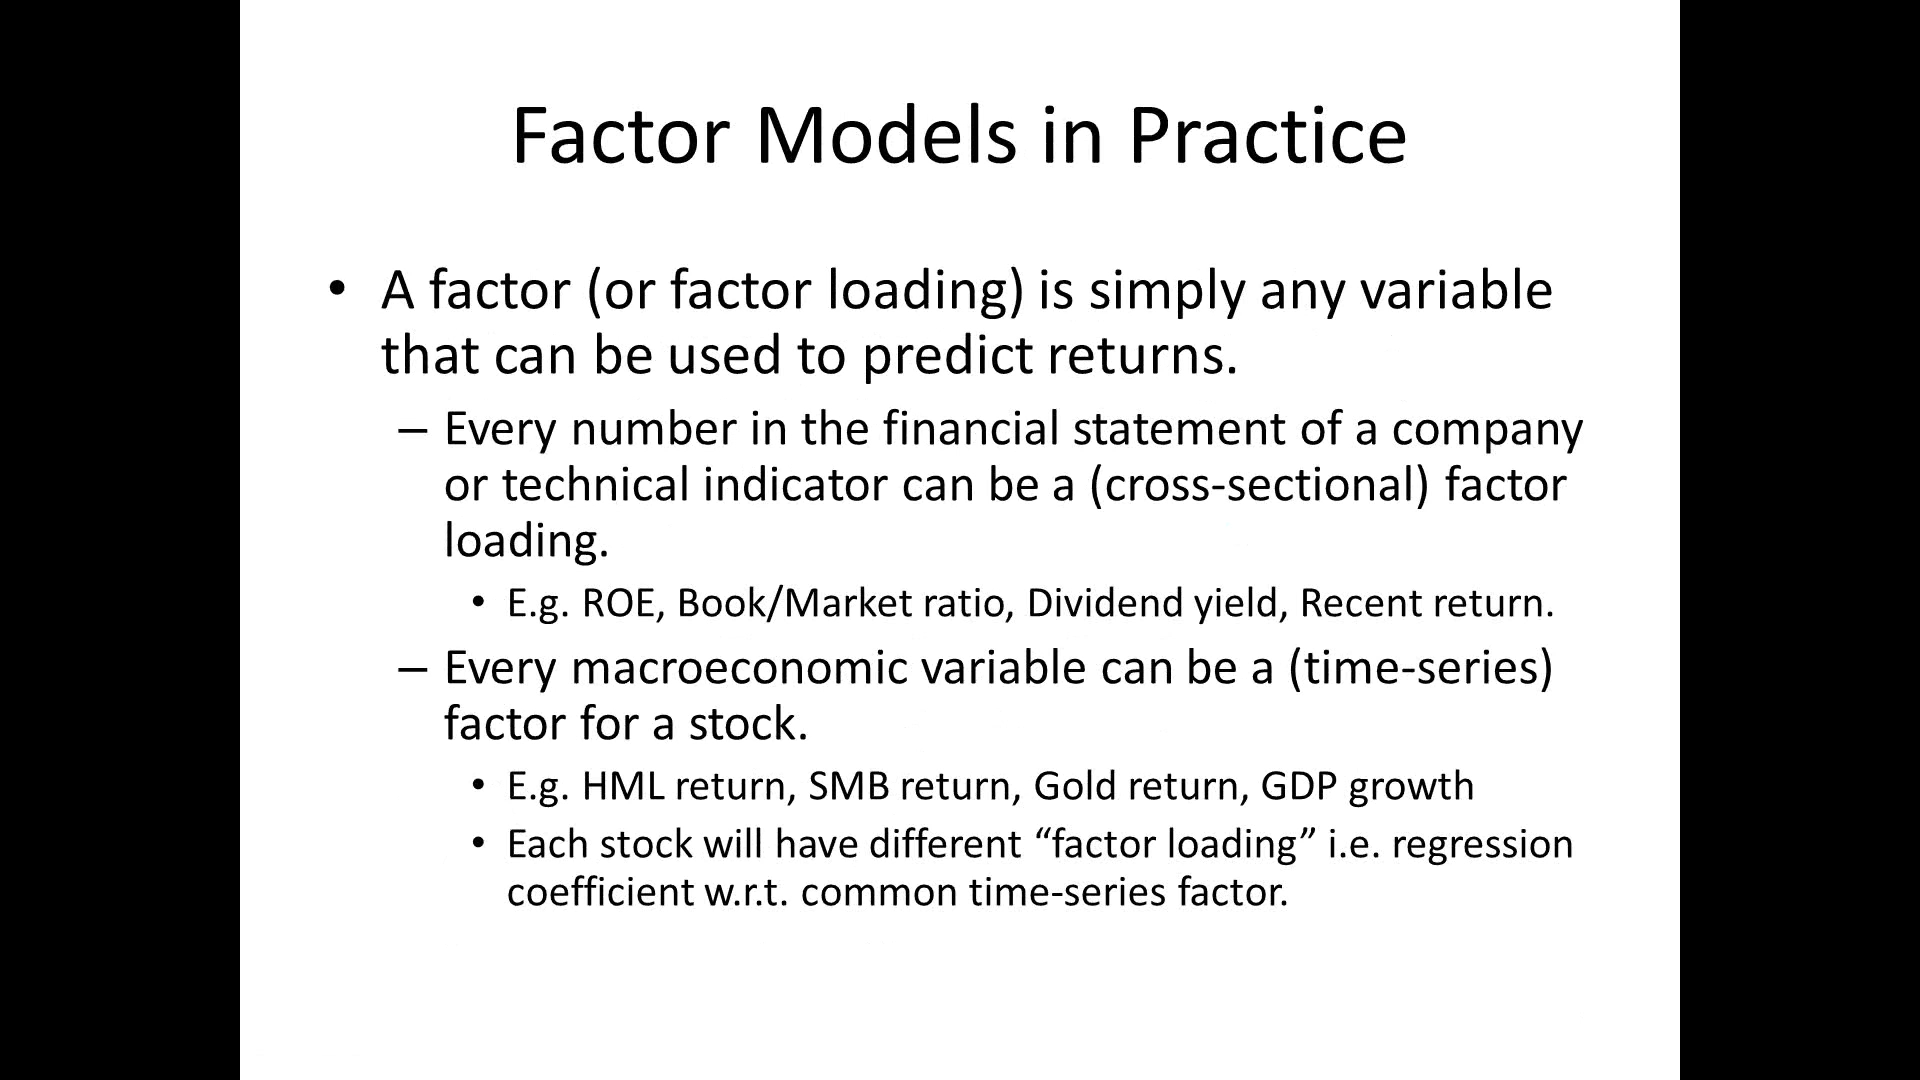 Factor Models in Practice
• A factor (or factor loading) is simply any variable
that can be used to predict returns.
– Every number in the financial statement of a company
or technical indicator can be a (cross-sectional) factor
loading.
• E.g. ROE, Book/Market ratio, Dividend yield, Recent return.
– Every macroeconomic variable can be a (time-series)
factor for a stock.
• E.g. HML return, SMB return, Gold return, GDP growth
• Each stock will have different “factor loading” i.e. regression
coefficient w.r.t. common time-series factor.